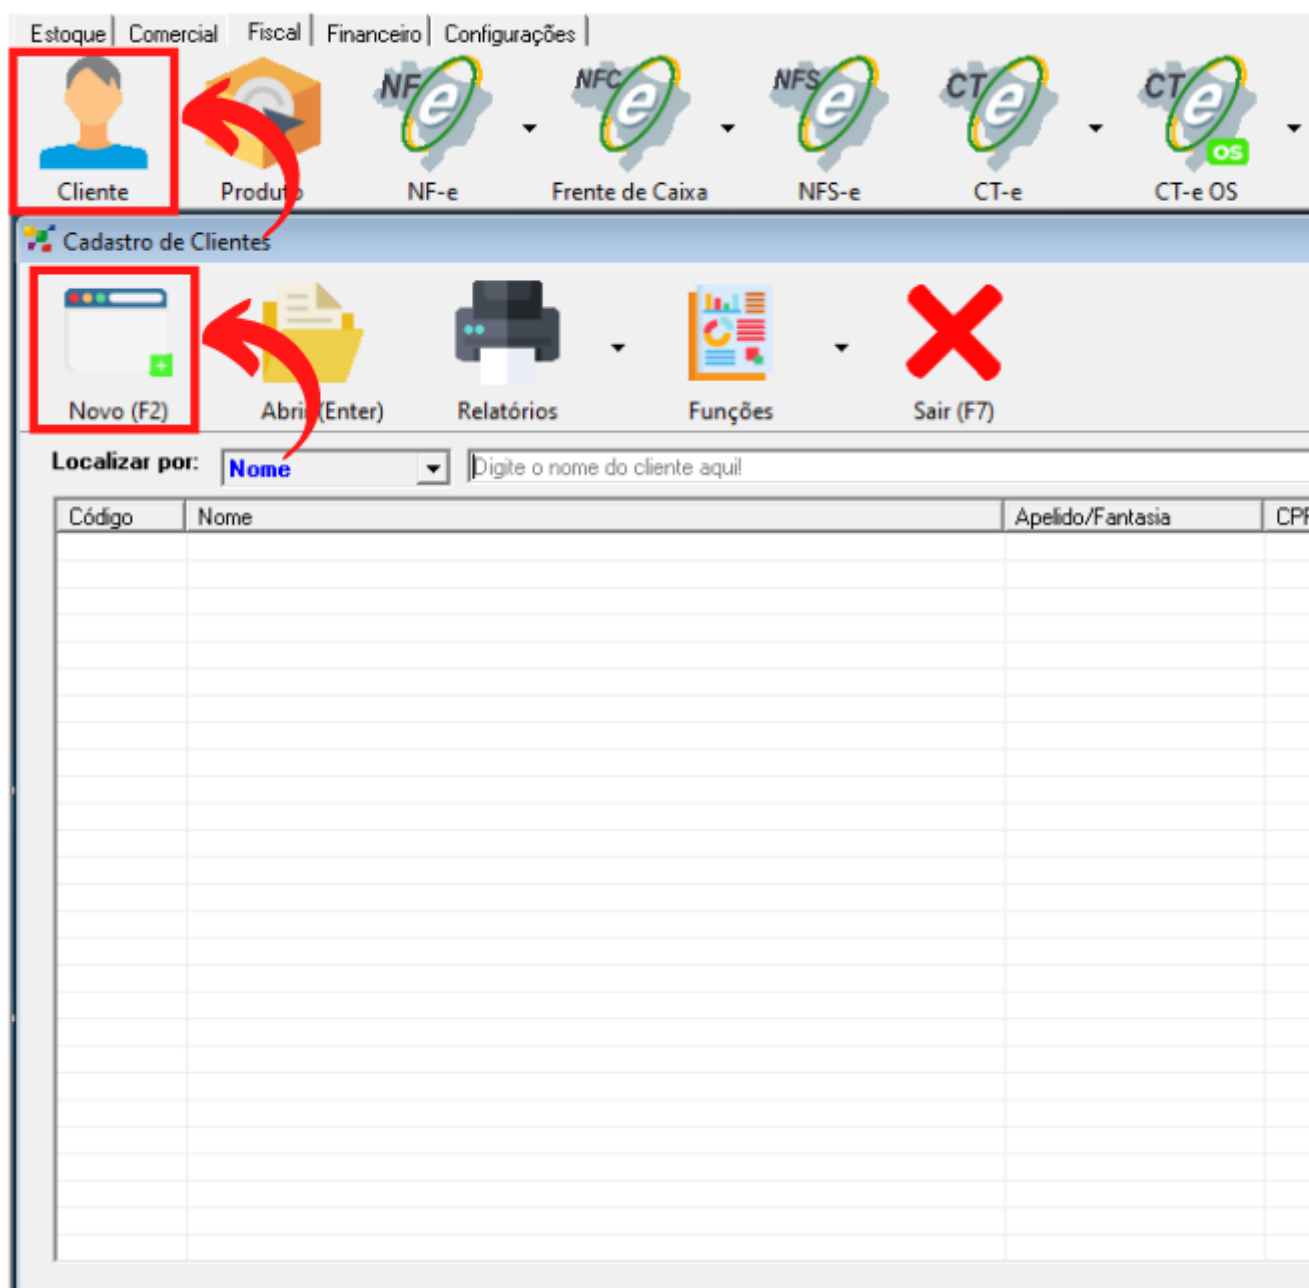 Estoque Comercial Fiscal Financeiro Configurações
NF e NFC e NFS e CT e CT e os
Cliente Produto NF-e Frente de Caixa NFS-e CT-e CT-e OS
Cadastro de Clientes
Novo (F2) Abrir (Enter) Relatórios Funções Sair (F7)
Localizar por: Nome Digite o nome do cliente aqui!
Código Nome Apelido/Fantasia CPF